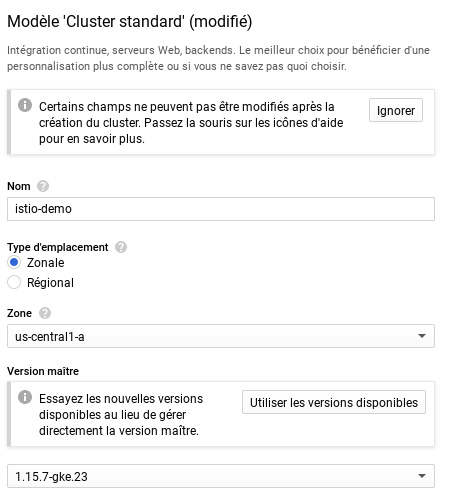 Modèle 'Cluster standard' (modifié)
Intégration continue, serveurs Web, backends. Le meilleur choix pour bénéficier d'une
personnalisation plus complète ou si vous ne savez pas quoi choisir.
Certains champs ne peuvent pas être modifiés après la
création du cluster. Passez la souris sur les icônes d'aide
pour en savoir plus.
Ignorer
Nom
istio-demo
Type d'emplacement
Zonale
Régional
Zone
us-central1-a
Version maître
Essayez les nouvelles versions
disponibles au lieu de gérer
directement la version maître.
Utiliser les versions disponibles
1.15.7-gke.23